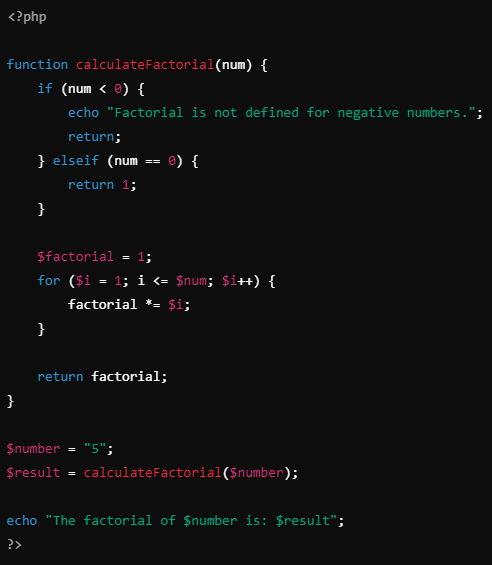 <?php

function calculateFactorial(num) {
    if (num < 0) {
        echo "Factorial is not defined for negative numbers.";
        return;
    } elseif (num == 0) {
        return 1;
    }

    $factorial = 1;
    for ($i = 1; i <= $num; $i++) {
        factorial *= $i;
    }

    return factorial;
}

$number = "5";
$result = calculateFactorial($number);

echo "The factorial of $number is: $result";
?>